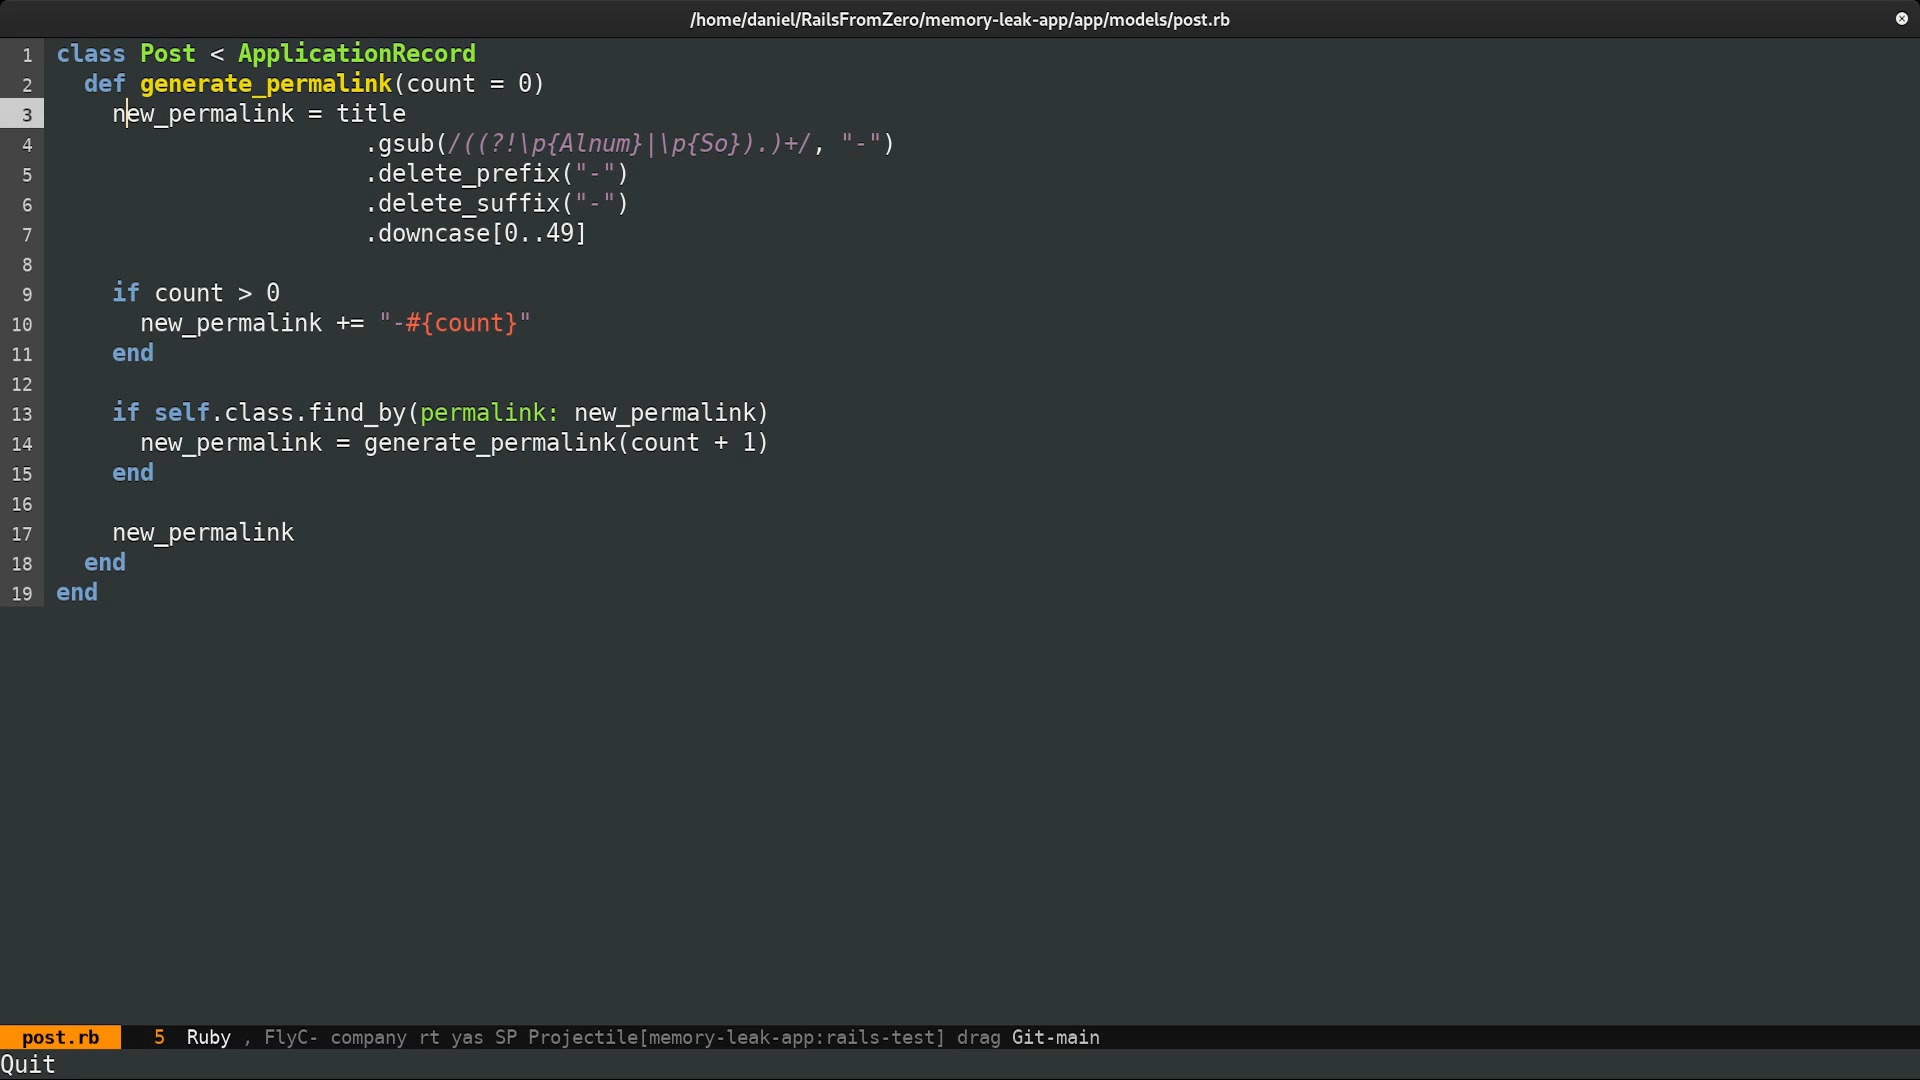 /home/daniel/RailsFromZero/memory-leak-app/app/models/post.rb
1 class Post < ApplicationRecord
2   def generate_permalink(count = 0)
3     new_permalink = title
4                       .gsub(/((?!\p{Alnum}|\p{So}).)+/, "-")
5                       .delete_prefix("-")
6                       .delete_suffix("-")
7                       .downcase[0..49]
8
9     if count > 0
10       new_permalink += "-#{count}"
11     end
12
13     if self.class.find_by(permalink: new_permalink)
14       new_permalink = generate_permalink(count + 1)
15     end
16
17     new_permalink
18   end
19 end
post.rb 5 Ruby , FlyC- company rt yas SP Projectile[memory-leak-app:rails-test] drag Git-main
Quit